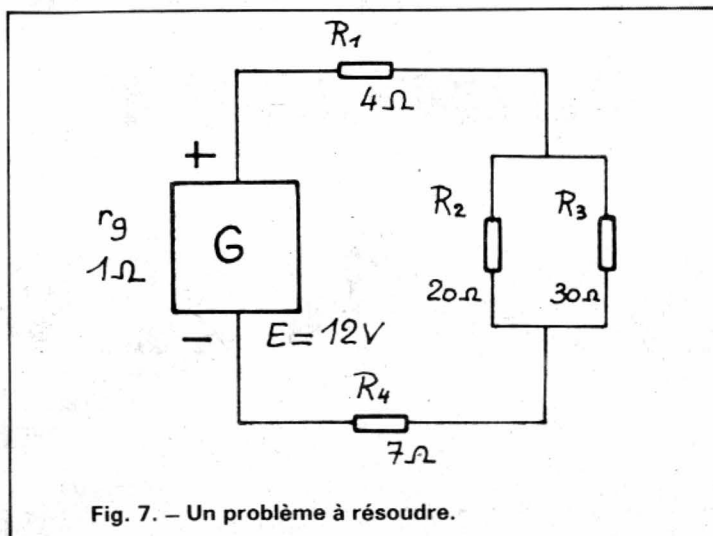 R₁
4Ω
+
rg
1Ω
G
R₂
R₃
20Ω
30Ω
−
E = 12V
R₄
7Ω
Fig. 7. – Un problème à résoudre.